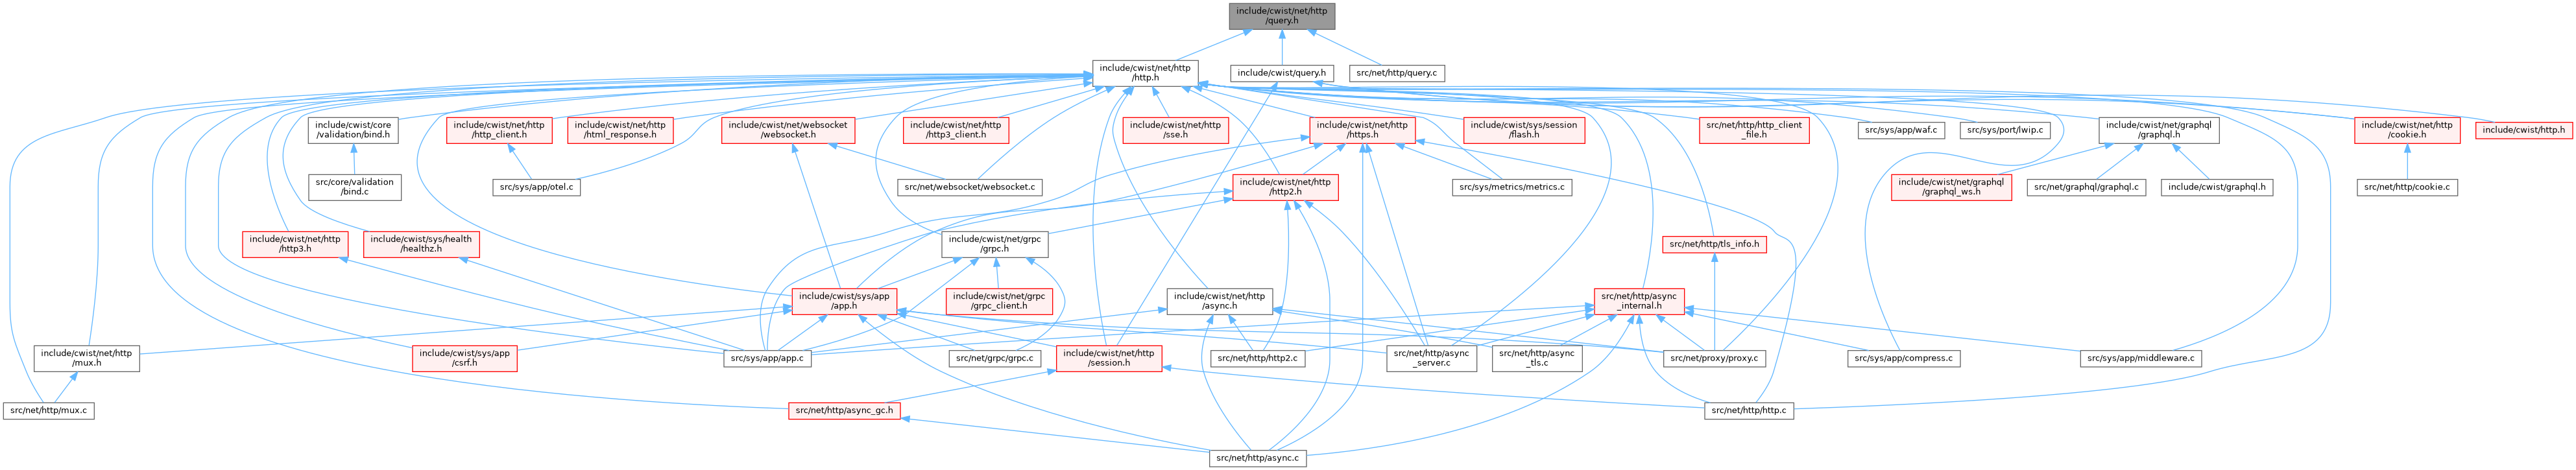 include/cwist/net/http
/query.h
include/cwist/net/http
/http.h
include/cwist/query.h
src/net/http/query.c
include/cwist/core
/validation/bind.h
include/cwist/net/http
/http_client.h
include/cwist/net/http
/html_response.h
include/cwist/net/websocket
/websocket.h
include/cwist/net/http
/http3_client.h
include/cwist/net/http
/sse.h
include/cwist/net/http
/https.h
include/cwist/sys/session
/flash.h
src/net/http/http_client
_file.h
src/sys/app/waf.c
src/sys/port/lwip.c
include/cwist/net/graphql
/graphql.h
include/cwist/net/http
/cookie.h
include/cwist/http.h
src/core/validation
/bind.c
src/sys/app/otel.c
src/net/websocket/websocket.c
include/cwist/net/http
/http2.h
src/sys/metrics/metrics.c
include/cwist/net/graphql
/graphql_ws.h
src/net/graphql/graphql.c
include/cwist/graphql.h
src/net/http/cookie.c
include/cwist/net/http
/http3.h
include/cwist/sys/health
/healthz.h
include/cwist/net/grpc
/grpc.h
src/net/http/tls_info.h
include/cwist/sys/app
/app.h
include/cwist/net/grpc
/grpc_client.h
include/cwist/net/http
/async.h
src/net/http/async
_internal.h
include/cwist/net/http
/mux.h
include/cwist/sys/app
/csrf.h
src/sys/app/app.c
src/net/grpc/grpc.c
include/cwist/net/http
/session.h
src/net/http/http2.c
src/net/http/async
_server.c
src/net/http/async
_tls.c
src/net/proxy/proxy.c
src/sys/app/compress.c
src/sys/app/middleware.c
src/net/http/mux.c
src/net/http/async_gc.h
src/net/http/http.c
src/net/http/async.c